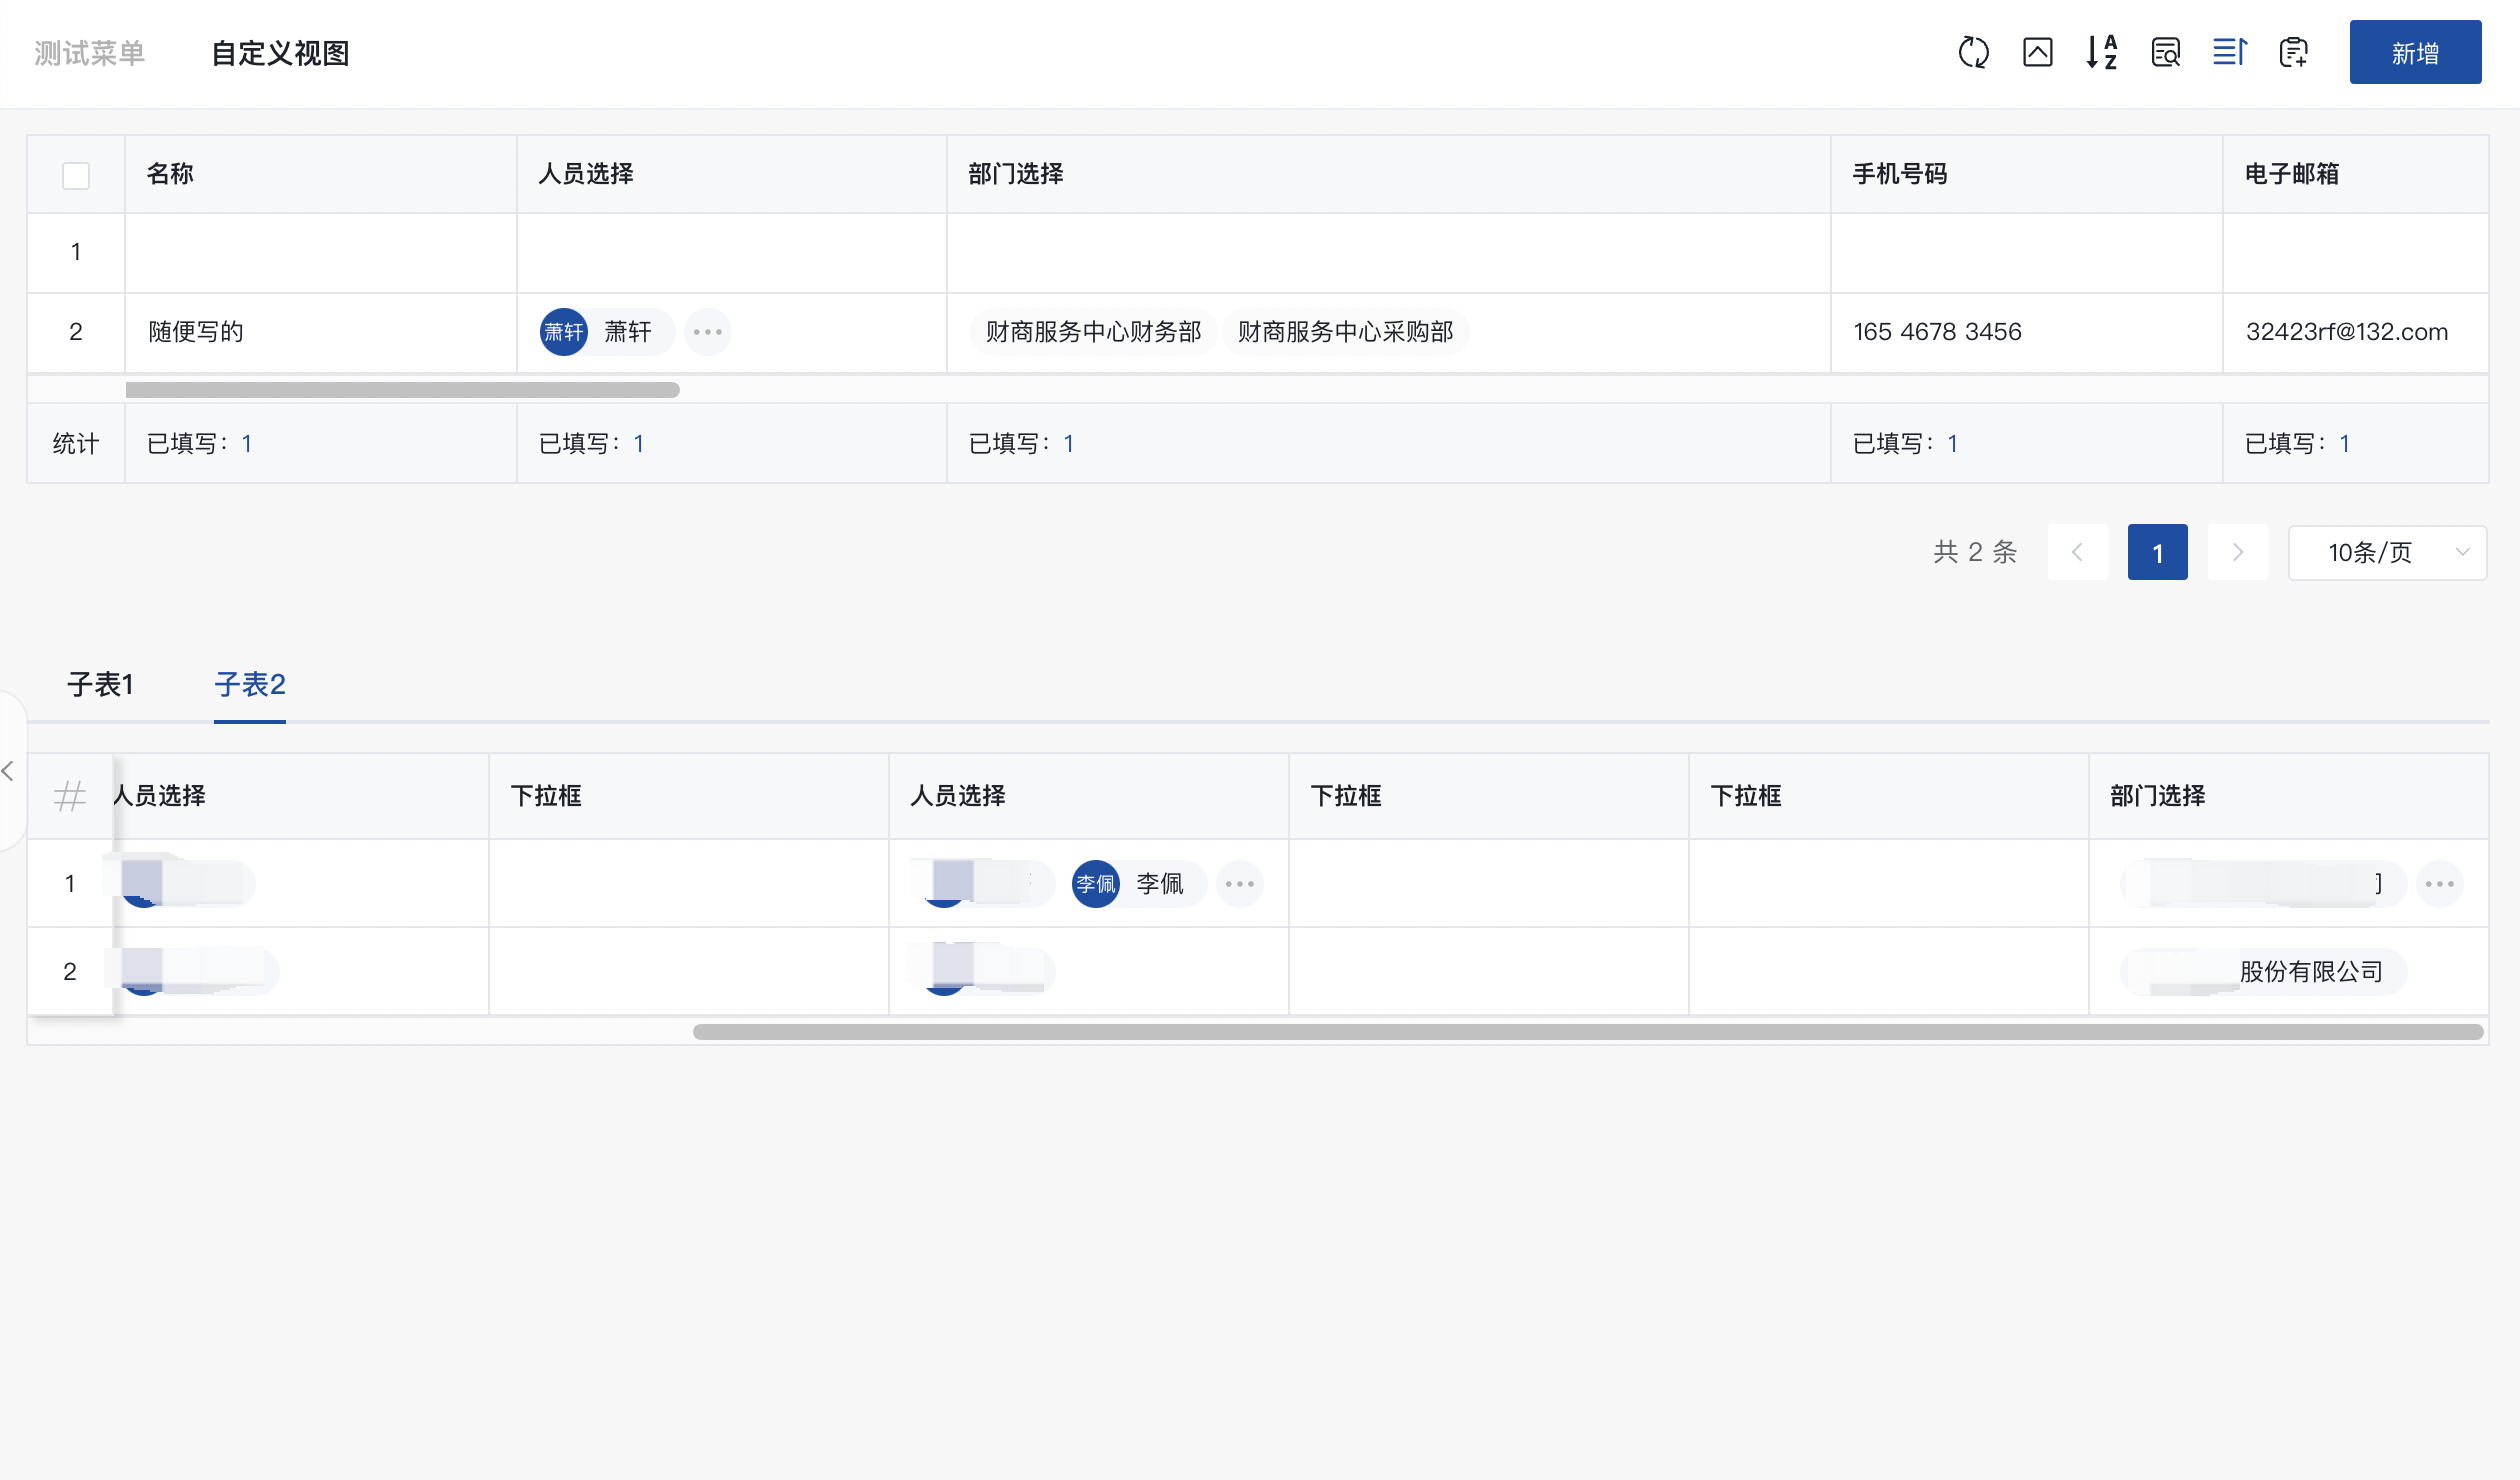 测试菜单 自定义视图 新增
名称 人员选择 部门选择 手机号码 电子邮箱
1
2 随便写的 萧轩 萧轩 财商服务中心财务部 财商服务中心采购部 165 4678 3456 32423rf@132.com
统计 已填写：1 已填写：1 已填写：1 已填写：1 已填写：1
共 2 条 1 10条/页
子表1 子表2
# 人员选择 下拉框 人员选择 下拉框 下拉框 部门选择
1 李佩 李佩
2 股份有限公司